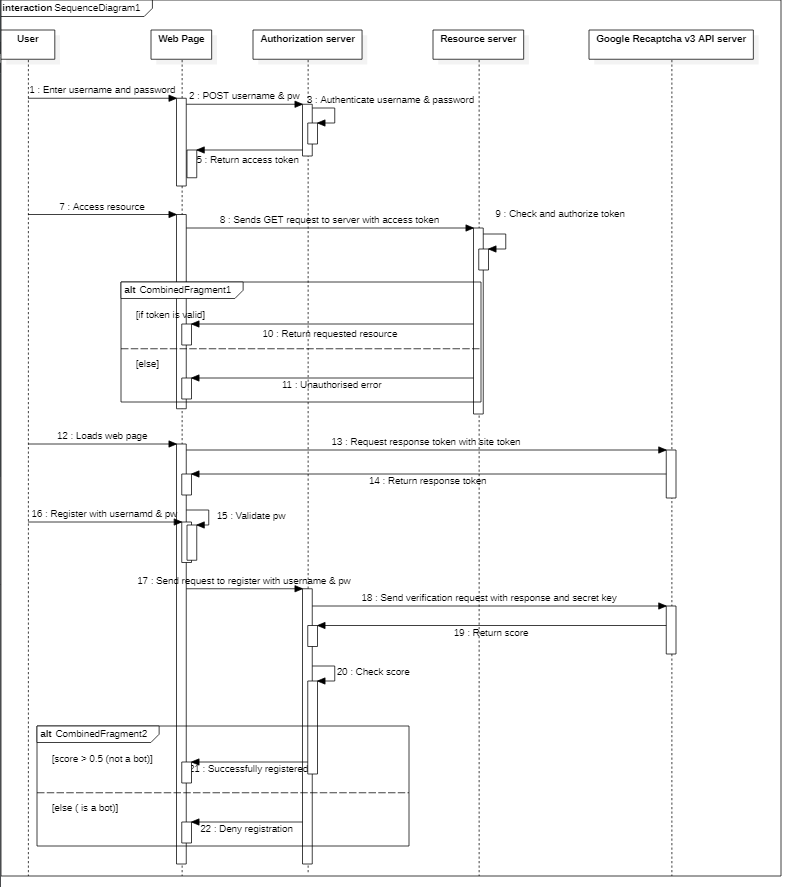 interaction SequenceDiagram1
User
Web Page
Authorization server
Resource server
Google Recaptcha v3 API server
1 : Enter username and password
2 : POST username & pw
3 : Authenticate username & password
5 : Return access token
7 : Access resource
8 : Sends GET request to server with access token
9 : Check and authorize token
alt CombinedFragment1
[if token is valid]
10 : Return requested resource
[else]
11 : Unauthorised error
12 : Loads web page
13 : Request response token with site token
14 : Return response token
16 : Register with usernamd & pw
15 : Validate pw
17 : Send request to register with username & pw
18 : Send verification request with response and secret key
19 : Return score
20 : Check score
alt CombinedFragment2
[score > 0.5 (not a bot)]
21 : Successfully registered
[else ( is a bot)]
22 : Deny registration